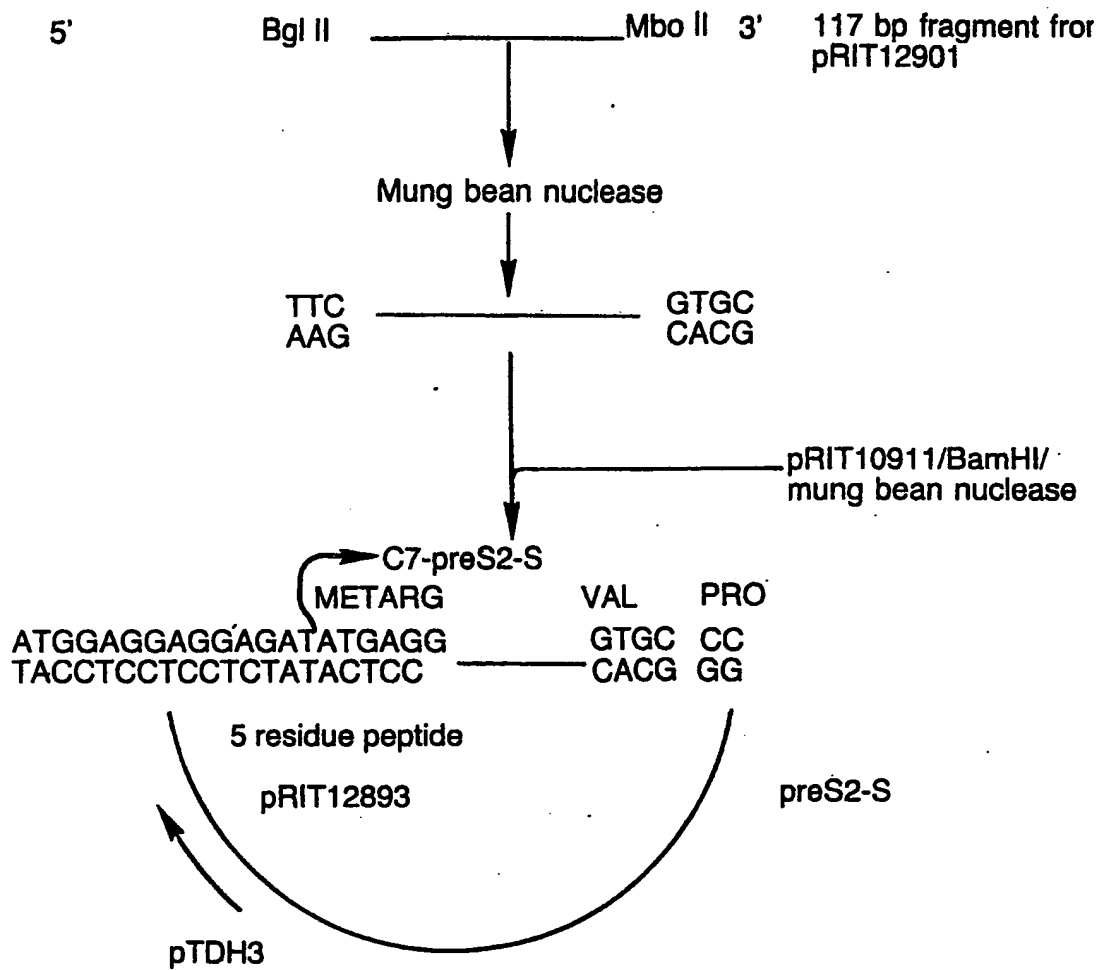 5' Bgl II Mbo II 3' 117 bp fragment fror
pRIT12901
Mung bean nuclease
TTC GTGC
AAG CACG
pRIT10911/BamHI/
mung bean nuclease
C7-preS2-S
METARG VAL PRO
ATGGAGGAGGAGATATGAGG GTGC CC
TACCTCCTCCTCTATACTCC CACG GG
5 residue peptide
pRIT12893 preS2-S
pTDH3